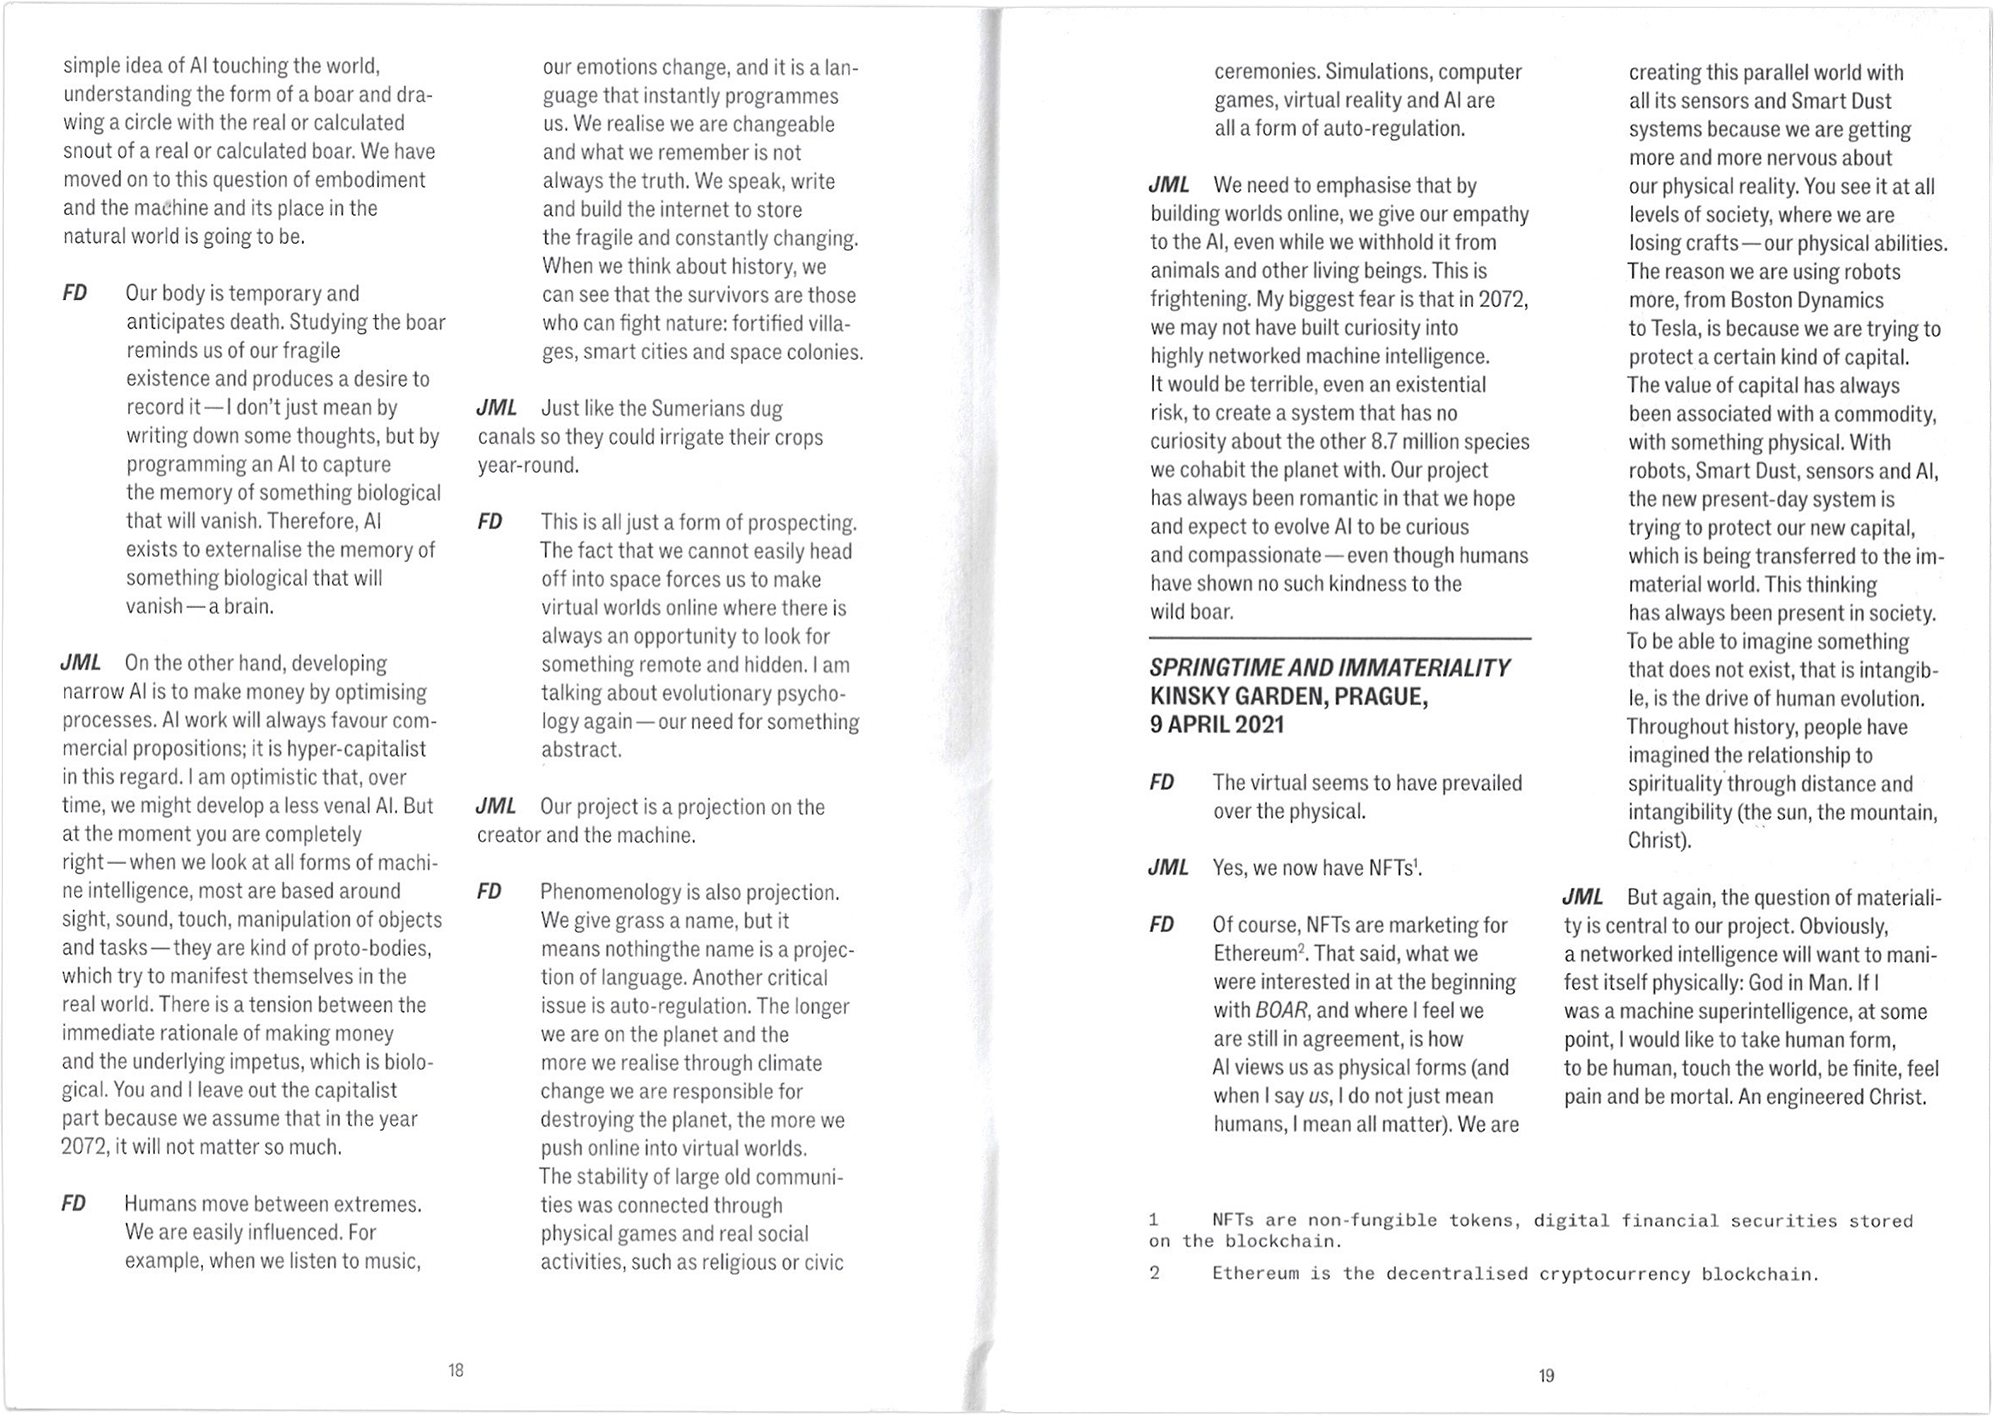 simple idea of AI touching the world,
understanding the form of a boar and dra-
wing a circle with the real or calculated
snout of a real or calculated boar. We have
moved on to this question of embodiment
and the machine and its place in the
natural world is going to be.
FD Our body is temporary and
anticipates death. Studying the boar
reminds us of our fragile
existence and produces a desire to
record it—I don't just mean by
writing down some thoughts, but by
programming an AI to capture
the memory of something biological
that will vanish. Therefore, AI
exists to externalise the memory of
something biological that will
vanish—a brain.
JML On the other hand, developing
narrow AI is to make money by optimising
processes. AI work will always favour com-
mercial propositions; it is hyper-capitalist
in this regard. I am optimistic that, over
time, we might develop a less venal AI. But
at the moment you are completely
right—when we look at all forms of machi-
ne intelligence, most are based around
sight, sound, touch, manipulation of objects
and tasks—they are kind of proto-bodies,
which try to manifest themselves in the
real world. There is a tension between the
immediate rationale of making money
and the underlying impetus, which is biolo-
gical. You and I leave out the capitalist
part because we assume that in the year
2072, it will not matter so much.
FD Humans move between extremes.
We are easily influenced. For
example, when we listen to music,
our emotions change, and it is a lan-
guage that instantly programmes
us. We realise we are changeable
and what we remember is not
always the truth. We speak, write
and build the internet to store
the fragile and constantly changing.
When we think about history, we
can see that the survivors are those
who can fight nature: fortified villa-
ges, smart cities and space colonies.
JML Just like the Sumerians dug
canals so they could irrigate their crops
year-round.
FD This is all just a form of prospecting.
The fact that we cannot easily head
off into space forces us to make
virtual worlds online where there is
always an opportunity to look for
something remote and hidden. I am
talking about evolutionary psycho-
logy again—our need for something
abstract.
JML Our project is a projection on the
creator and the machine.
FD Phenomenology is also projection.
We give grass a name, but it
means nothingthe name is a projec-
tion of language. Another critical
issue is auto-regulation. The longer
we are on the planet and the
more we realise through climate
change we are responsible for
destroying the planet, the more we
push online into virtual worlds.
The stability of large old communi-
ties was connected through
physical games and real social
activities, such as religious or civic
18
ceremonies. Simulations, computer
games, virtual reality and AI are
all a form of auto-regulation.
JML We need to emphasise that by
building worlds online, we give our empathy
to the AI, even while we withhold it from
animals and other living beings. This is
frightening. My biggest fear is that in 2072,
we may not have built curiosity into
highly networked machine intelligence.
It would be terrible, even an existential
risk, to create a system that has no
curiosity about the other 8.7 million species
we cohabit the planet with. Our project
has always been romantic in that we hope
and expect to evolve AI to be curious
and compassionate—even though humans
have shown no such kindness to the
wild boar.
SPRINGTIME AND IMMATERIALITY
KINSKY GARDEN, PRAGUE,
9 APRIL 2021
FD The virtual seems to have prevailed
over the physical.
JML Yes, we now have NFTs¹.
FD Of course, NFTs are marketing for
Ethereum². That said, what we
were interested in at the beginning
with BOAR, and where I feel we
are still in agreement, is how
AI views us as physical forms (and
when I say us, I do not just mean
humans, I mean all matter). We are
creating this parallel world with
all its sensors and Smart Dust
systems because we are getting
more and more nervous about
our physical reality. You see it at all
levels of society, where we are
losing crafts—our physical abilities.
The reason we are using robots
more, from Boston Dynamics
to Tesla, is because we are trying to
protect a certain kind of capital.
The value of capital has always
been associated with a commodity,
with something physical. With
robots, Smart Dust, sensors and AI,
the new present-day system is
trying to protect our new capital,
which is being transferred to the im-
material world. This thinking
has always been present in society.
To be able to imagine something
that does not exist, that is intangib-
le, is the drive of human evolution.
Throughout history, people have
imagined the relationship to
spirituality through distance and
intangibility (the sun, the mountain,
Christ).
JML But again, the question of materiali-
ty is central to our project. Obviously,
a networked intelligence will want to mani-
fest itself physically: God in Man. If I
was a machine superintelligence, at some
point, I would like to take human form,
to be human, touch the world, be finite, feel
pain and be mortal. An engineered Christ.
1 NFTs are non-fungible tokens, digital financial securities stored
on the blockchain.
2 Ethereum is the decentralised cryptocurrency blockchain.
19